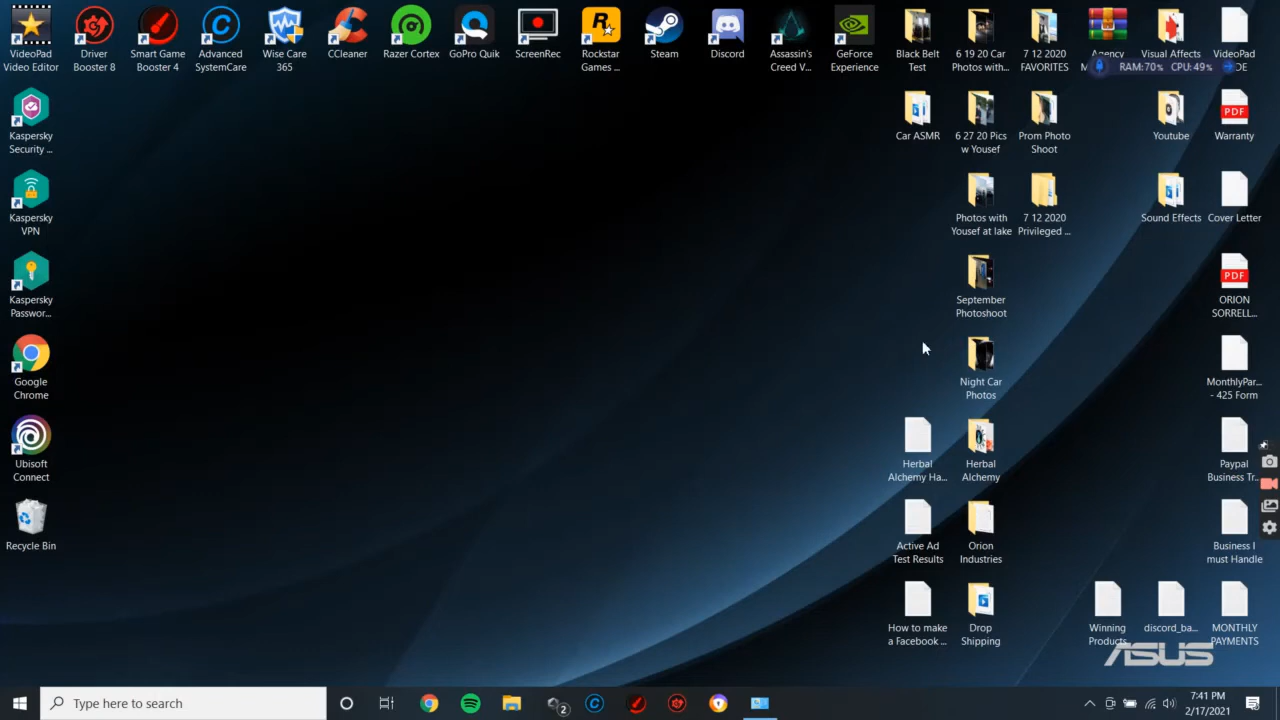 VideoPad
Video Editor
Driver
Booster 8
Smart Game
Booster 4
Advanced
SystemCare
Wise Care
365
CCleaner
Razer Cortex
GoPro Quik
ScreenRec
Rockstar
Games ...
Steam
Discord
Assassin's
Creed V...
GeForce
Experience
Black Belt
Test
6 19 20 Car
Photos with...
7 12 2020
FAVORITES
Visual Affects
VideoPad
RAM:70%
CPU:49%
Kaspersky
Security ...
Car ASMR
6 27 20 Pics
w Yousef
Prom Photo
Shoot
Youtube
PDF
Warranty
Kaspersky
VPN
Photos with
Yousef at lake
7 12 2020
Privileged ...
Sound Effects
Cover Letter
Kaspersky
Passwor...
September
Photoshoot
PDF
ORION
SORRELL...
Google
Chrome
Night Car
Photos
MonthlyPar...
- 425 Form
Ubisoft
Connect
Herbal
Alchemy Ha...
Herbal
Alchemy
Paypal
Business Tr...
Recycle Bin
Active Ad
Test Results
Orion
Industries
Business I
must Handle
How to make
a Facebook ...
Drop
Shipping
Winning
Products
discord_ba...
MONTHLY
PAYMENTS
ASUS
Type here to search
2
7:41 PM
2/17/2021